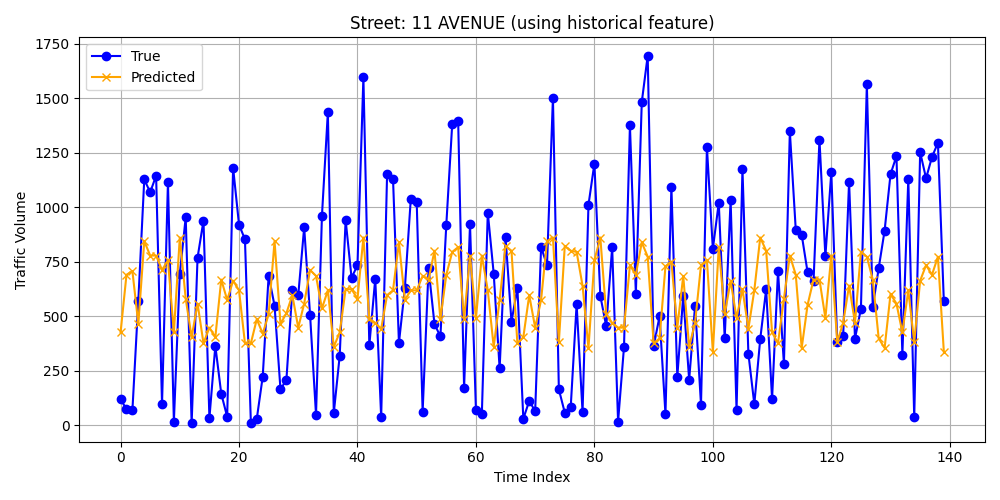 Street: 11 AVENUE (using historical feature)
True
Predicted
Traffic Volume
1750
1500
1250
1000
750
500
250
0
0 20 40 60 80 100 120 140
Time Index